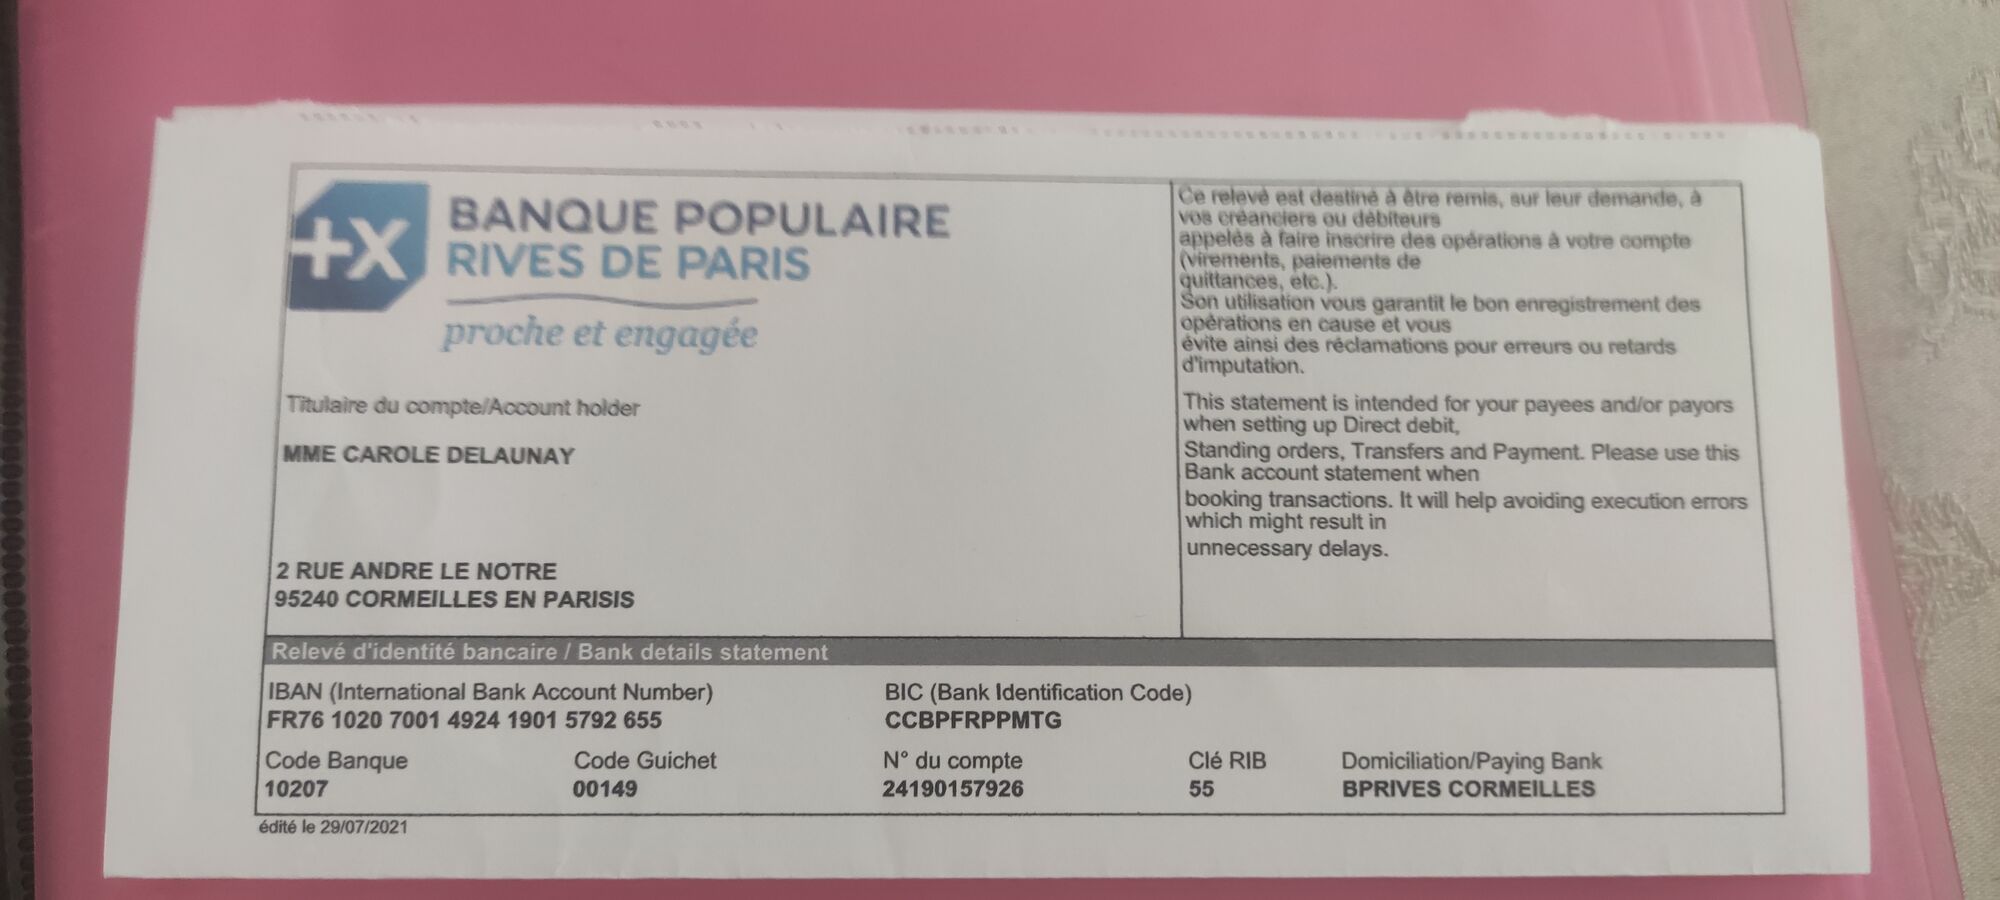 +X
BANQUE POPULAIRE
RIVES DE PARIS
proche et engagée
Titulaire du compte/Account holder
MME CAROLE DELAUNAY
2 RUE ANDRE LE NOTRE
95240 CORMEILLES EN PARISIS
Ce relevé est destiné à être remis, sur leur demande, à
vos créanciers ou débiteurs
appelés à faire inscrire des opérations à votre compte
(virements, paiements de
quittances, etc.).
Son utilisation vous garantit le bon enregistrement des
opérations en cause et vous
évite ainsi des réclamations pour erreurs ou retards
d'imputation.
This statement is intended for your payees and/or payors
when setting up Direct debit,
Standing orders, Transfers and Payment. Please use this
Bank account statement when
booking transactions. It will help avoiding execution errors
which might result in
unnecessary delays.
Relevé d'identité bancaire / Bank details statement
IBAN (International Bank Account Number) BIC (Bank Identification Code)
FR76 1020 7001 4924 1901 5792 655 CCBPFRPPMTG
Code Banque Code Guichet N° du compte Clé RIB Domiciliation/Paying Bank
10207 00149 24190157926 55 BPRIVES CORMEILLES
édité le 29/07/2021